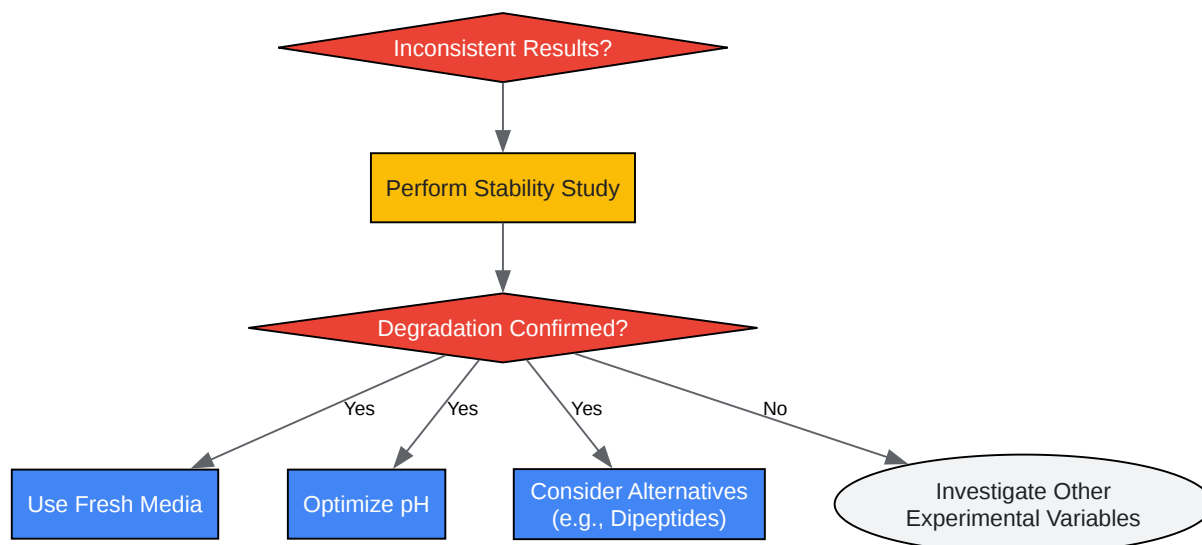 Inconsistent Results?
Perform Stability Study
Degradation Confirmed?
Yes
Yes
Yes
No
Use Fresh Media
Optimize pH
Consider Alternatives
(e.g., Dipeptides)
Investigate Other
Experimental Variables